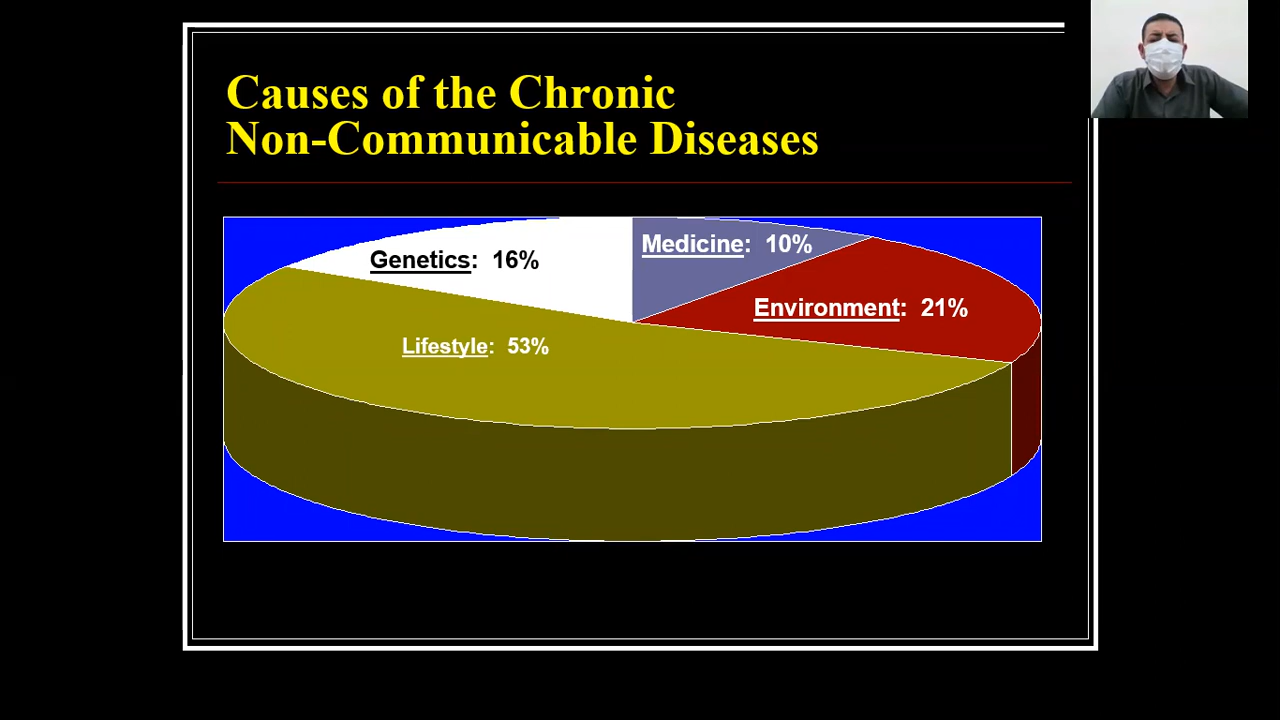 Causes of the Chronic
Non-Communicable Diseases
Genetics: 16%
Medicine: 10%
Environment: 21%
Lifestyle: 53%